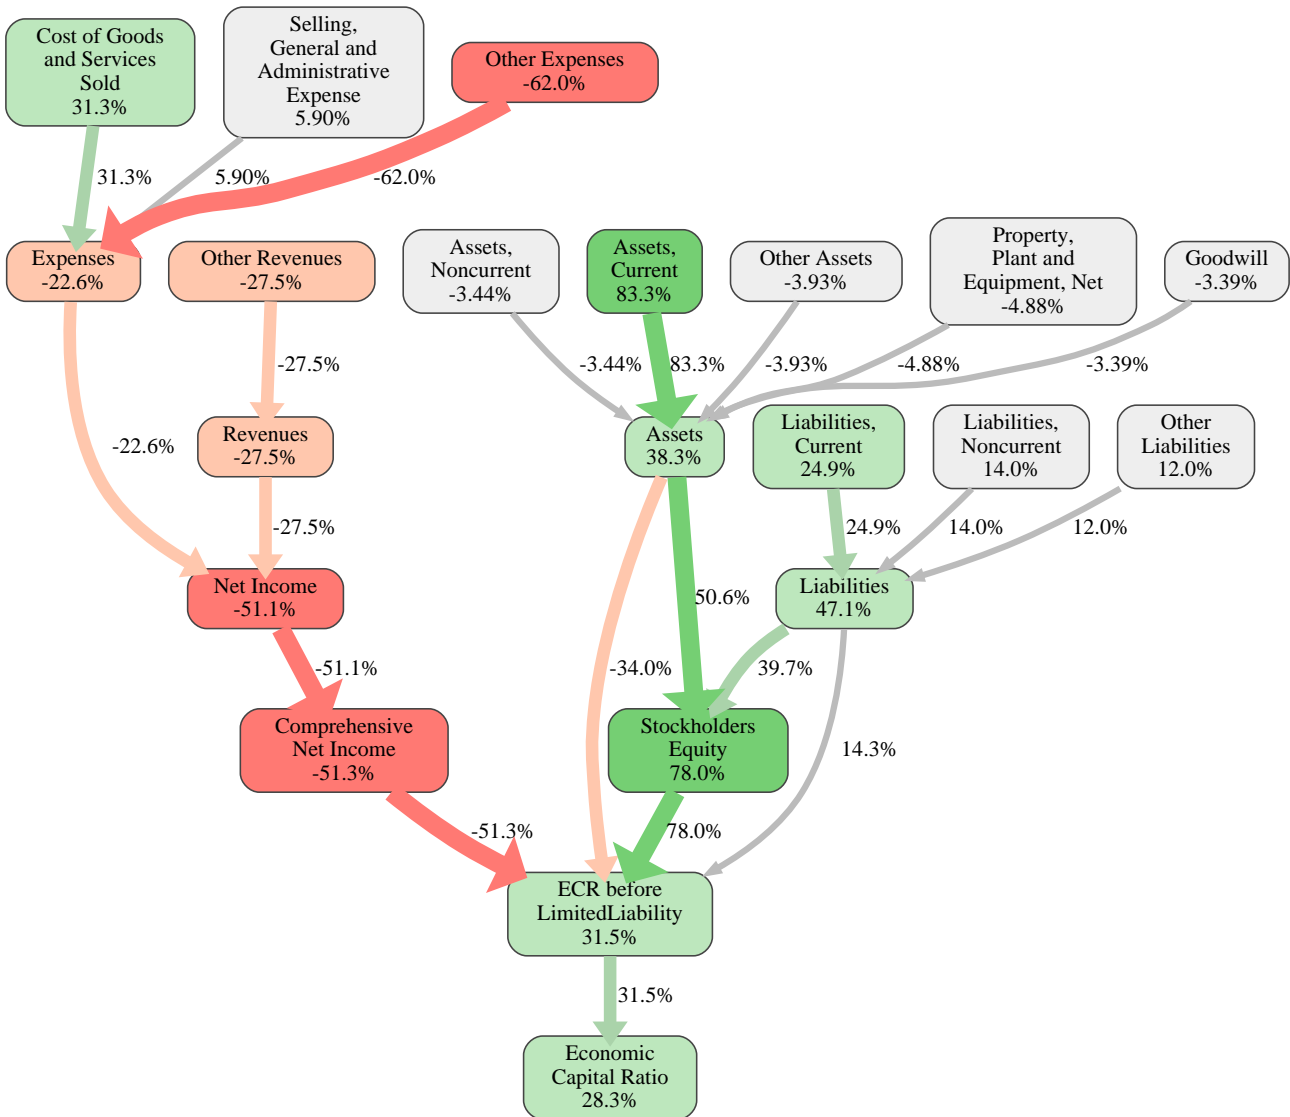 Cost of Goods
and Services
Sold
31.3%
Selling,
General and
Administrative
Expense
5.90%
Other Expenses
-62.0%
31.3%
5.90%
-62.0%
Expenses
-22.6%
Other Revenues
-27.5%
Assets,
Noncurrent
-3.44%
Assets,
Current
83.3%
Other Assets
-3.93%
Property,
Plant and
Equipment, Net
-4.88%
Goodwill
-3.39%
-27.5%
-3.44%
83.3%
-3.93%
-4.88%
-3.39%
-22.6%
Revenues
-27.5%
Assets
38.3%
Liabilities,
Current
24.9%
Liabilities,
Noncurrent
14.0%
Other
Liabilities
12.0%
-27.5%
24.9%
14.0%
12.0%
Net Income
-51.1%
50.6%
Liabilities
47.1%
-51.1%
-34.0%
39.7%
Comprehensive
Net Income
-51.3%
Stockholders
Equity
78.0%
14.3%
-51.3%
78.0%
ECR before
LimitedLiability
31.5%
31.5%
Economic
Capital Ratio
28.3%